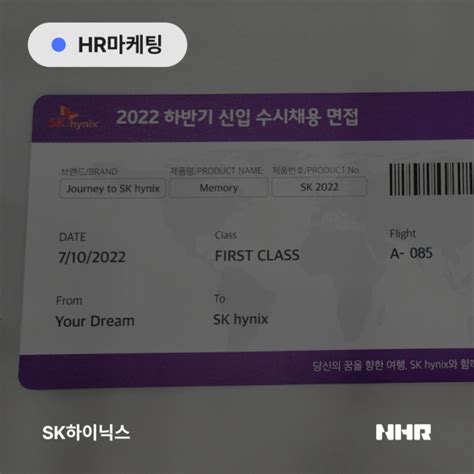 HR마케팅
SK hynix
2022 하반기 신입 수시채용 면접
브랜드/BRAND 제품명/PRODUCT NAME 제품번호/PRODUCT No.
Journey to SK hynix Memory SK 2022
DATE Class Flight
7/10/2022 FIRST CLASS A- 085
From To
Your Dream SK hynix
당신의 꿈을 향한 여행, SK hynix와 함께
SK하이닉스 NHR